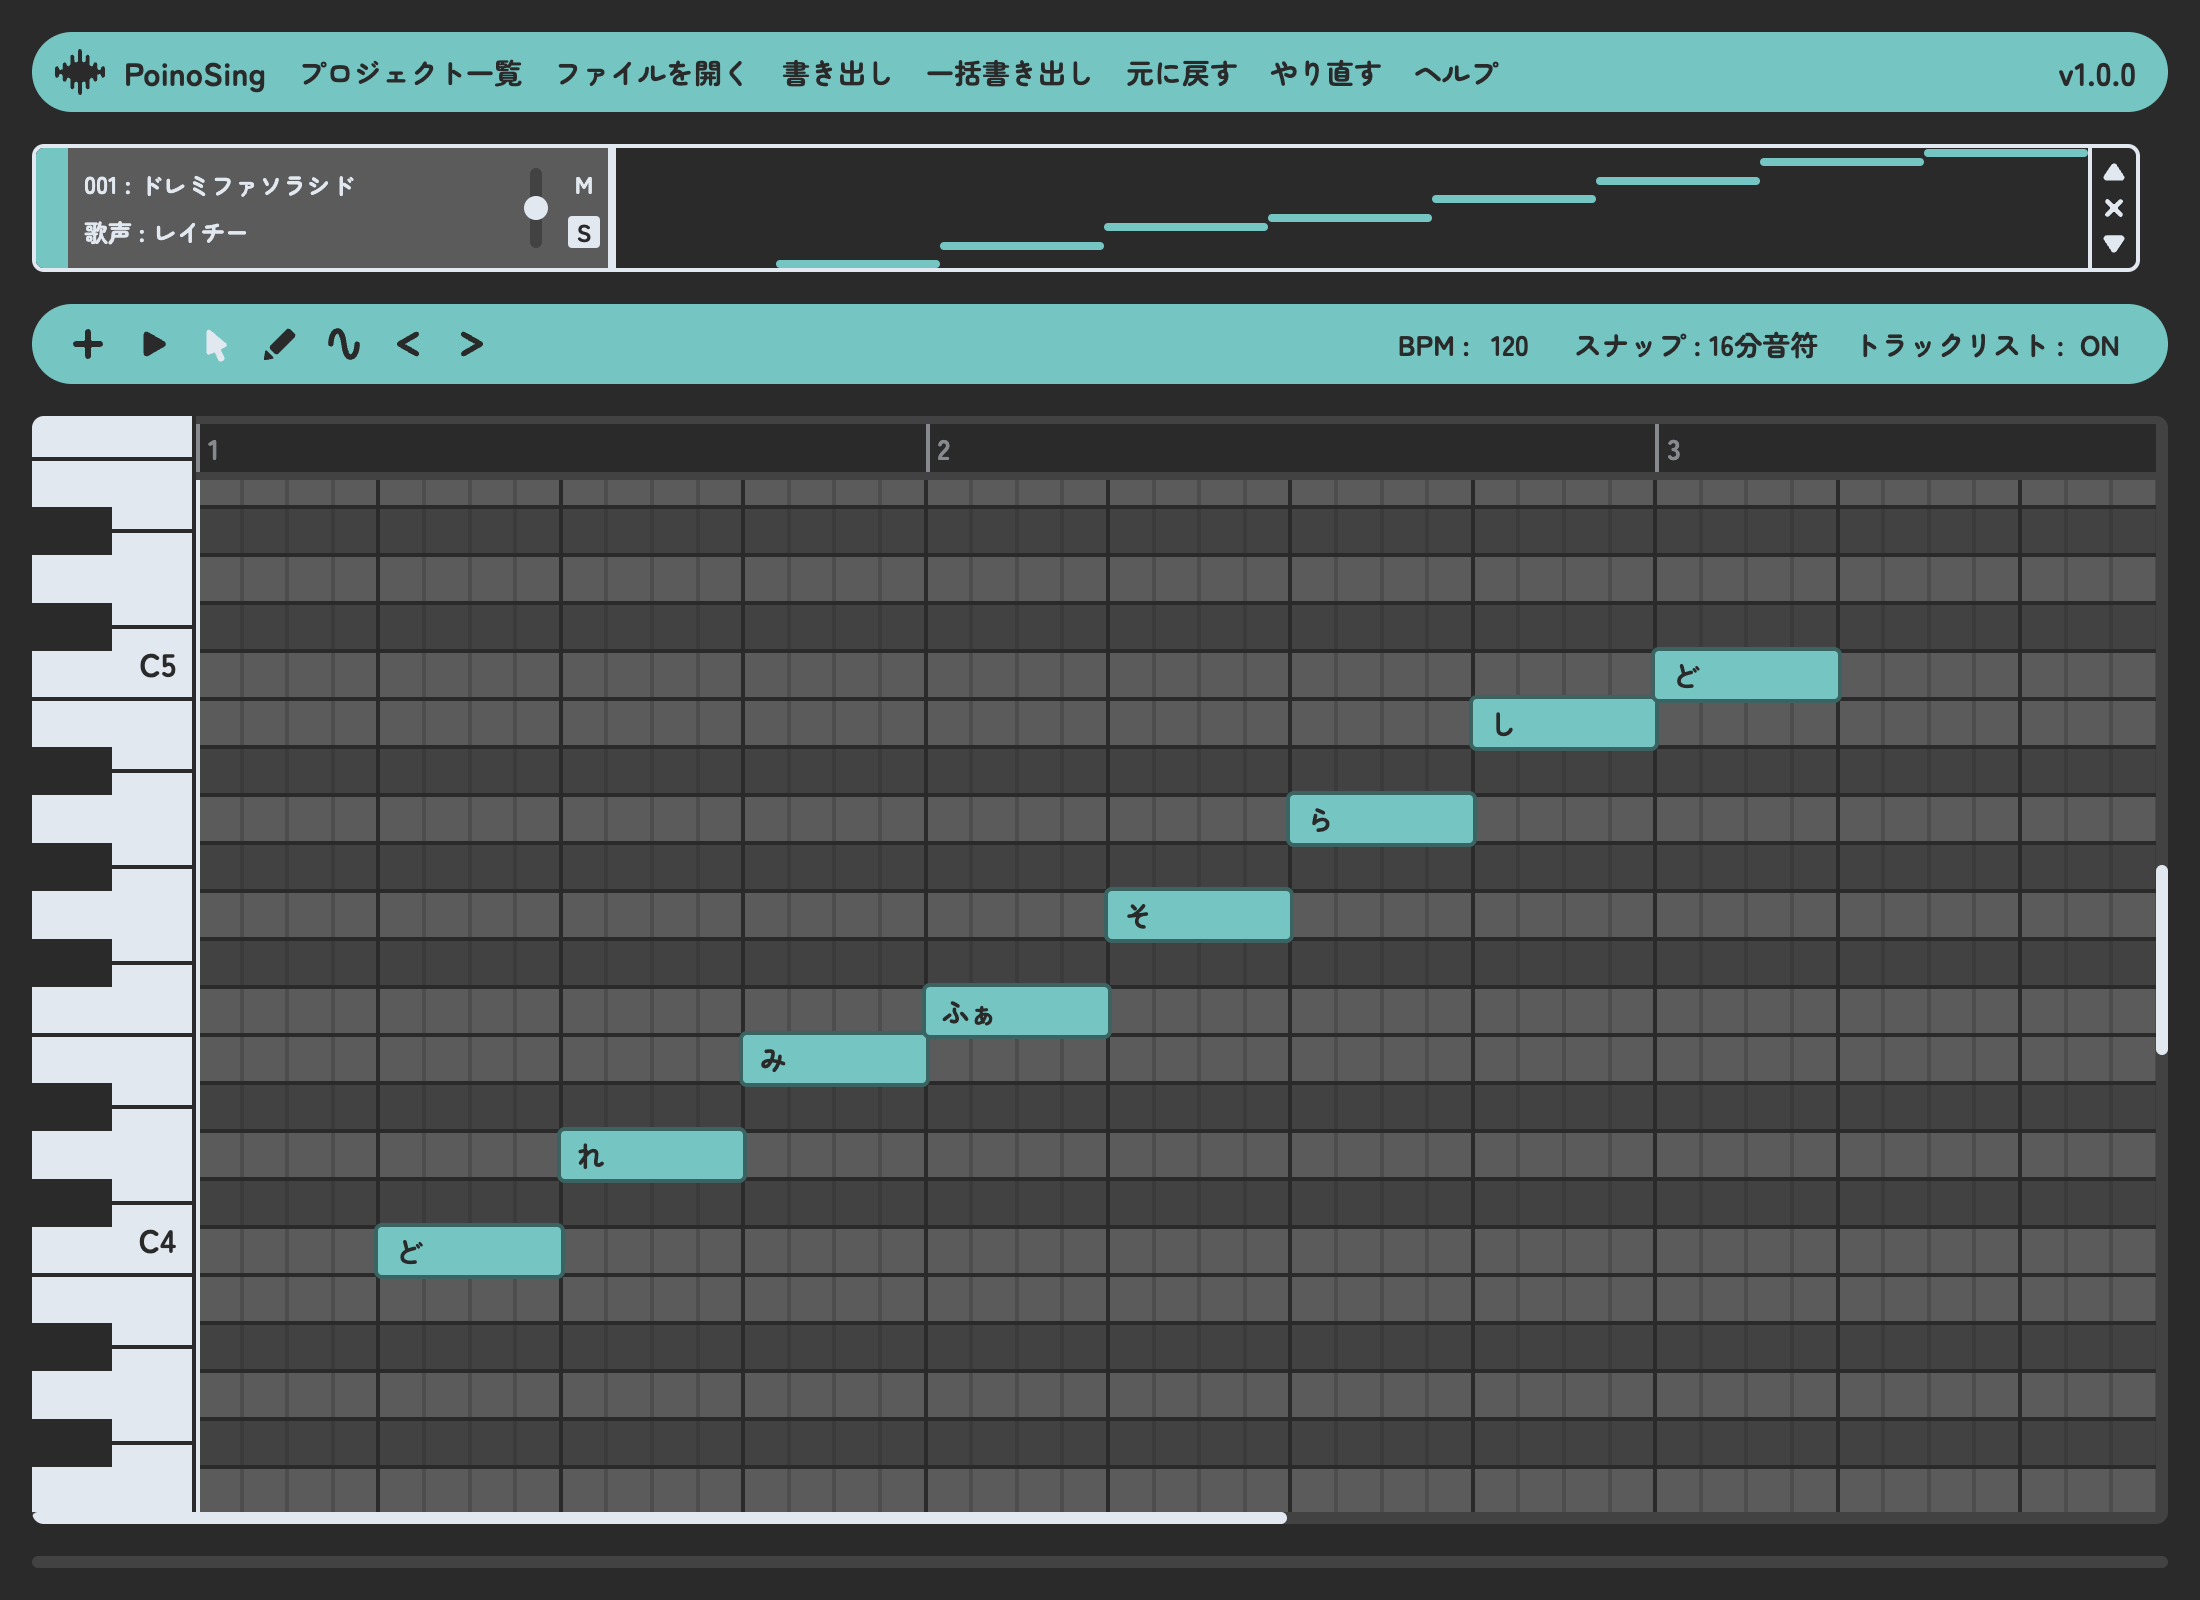 PoinoSing プロジェクト一覧 ファイルを開く 書き出し 一括書き出し 元に戻す やり直す ヘルプ v1.0.0
001 : ドレミファソラシド M
歌声 : レイチー S
BPM : 120 スナップ : 16分音符 トラックリスト : ON
1 2 3
C5 ど
し
ら
そ
ふぁ
み
れ
C4 ど